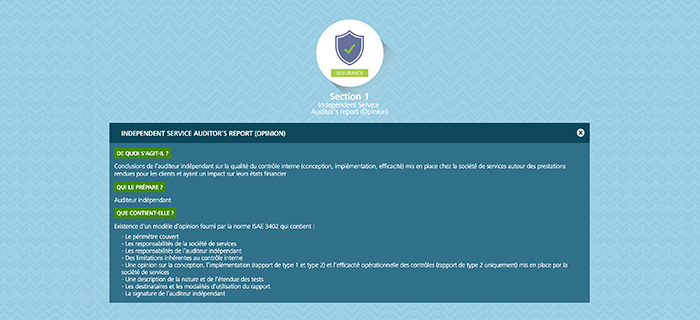 ASSURANCE
Section 1
Independent Service
Auditor's report (Opinion)
INDEPENDENT SERVICE AUDITOR'S REPORT (OPINION)
DE QUOI S'AGIT-IL ?
Conclusions de l'auditeur indépendant sur la qualité du contrôle interne (conception, implémentation, efficacité) mis en place chez la société de services autour des prestations
rendues pour les clients et ayant un impact sur leurs états financier
QUI LE PRÉPARE ?
Auditeur indépendant
QUE CONTIENT-ELLE ?
Existence d'un modèle d'opinion fourni par la norme ISAE 3402 qui contient :
- Le périmètre couvert
- Les responsabilités de la société de services
- Les responsabilités de l'auditeur indépendant
- Des limitations inhérentes au contrôle interne
- Une opinion sur la conception, l'implémentation (rapport de type 1 et type 2) et l'efficacité opérationnelle des contrôles (rapport de type 2 uniquement) mis en place par la
société de services
- Une description de la nature et de l'étendue des tests
- Les destinataires et les modalités d'utilisation du rapport
- La signature de l'auditeur indépendant